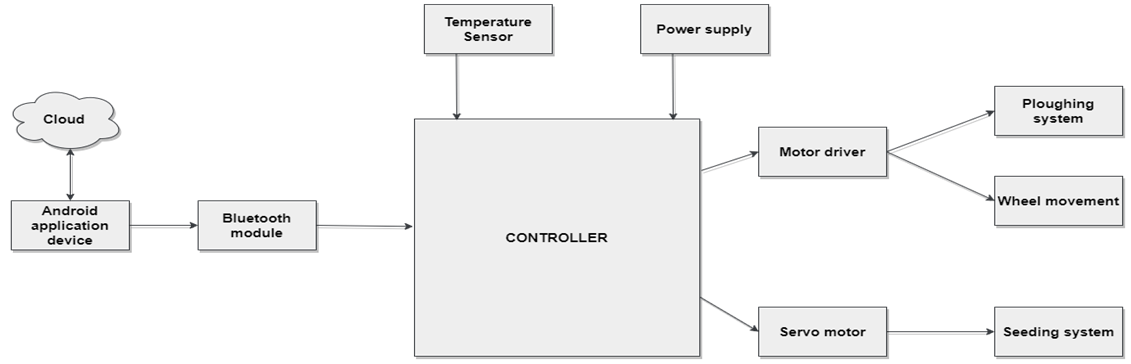 Temperature
Sensor
Power supply
Cloud
Ploughing
system
Motor driver
Wheel movement
Android
application
device
Bluetooth
module
CONTROLLER
Servo motor
Seeding system